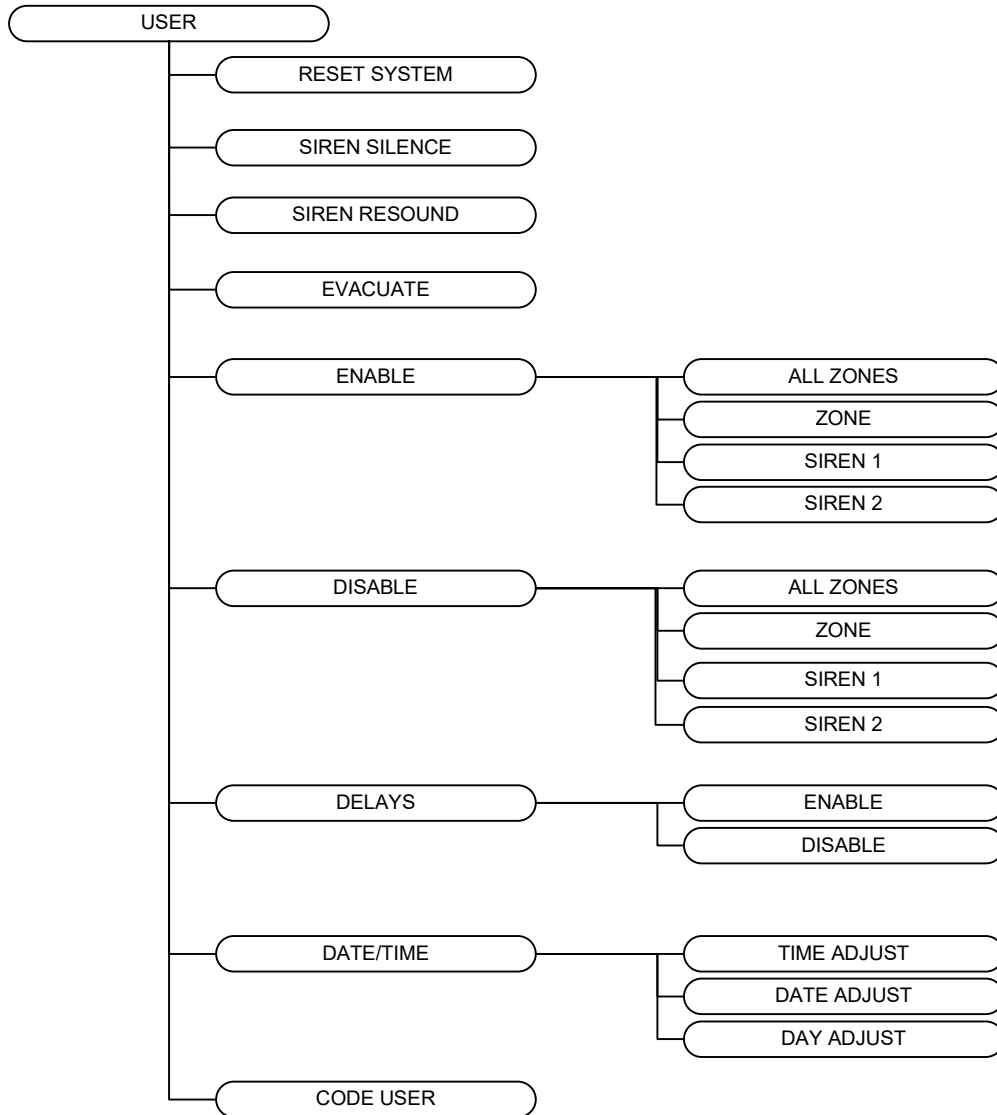 USER
RESET SYSTEM
SIREN SILENCE
SIREN RESOUND
EVACUATE
ENABLE
ALL ZONES
ZONE
SIREN 1
SIREN 2
DISABLE
ALL ZONES
ZONE
SIREN 1
SIREN 2
DELAYS
ENABLE
DISABLE
DATE/TIME
TIME ADJUST
DATE ADJUST
DAY ADJUST
CODE USER